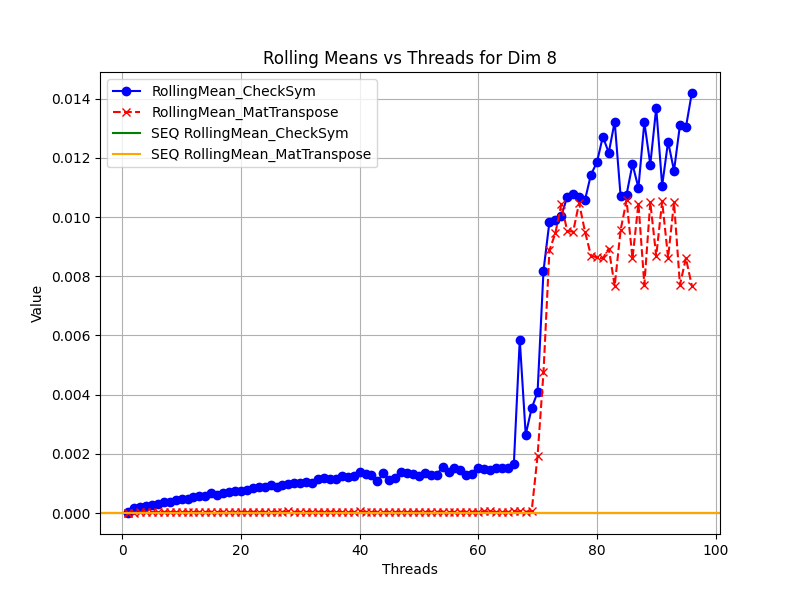 Rolling Means vs Threads for Dim 8
RollingMean_CheckSym
RollingMean_MatTranspose
SEQ RollingMean_CheckSym
SEQ RollingMean_MatTranspose
Value
0.014
0.012
0.010
0.008
0.006
0.004
0.002
0.000
0 20 40 60 80 100
Threads